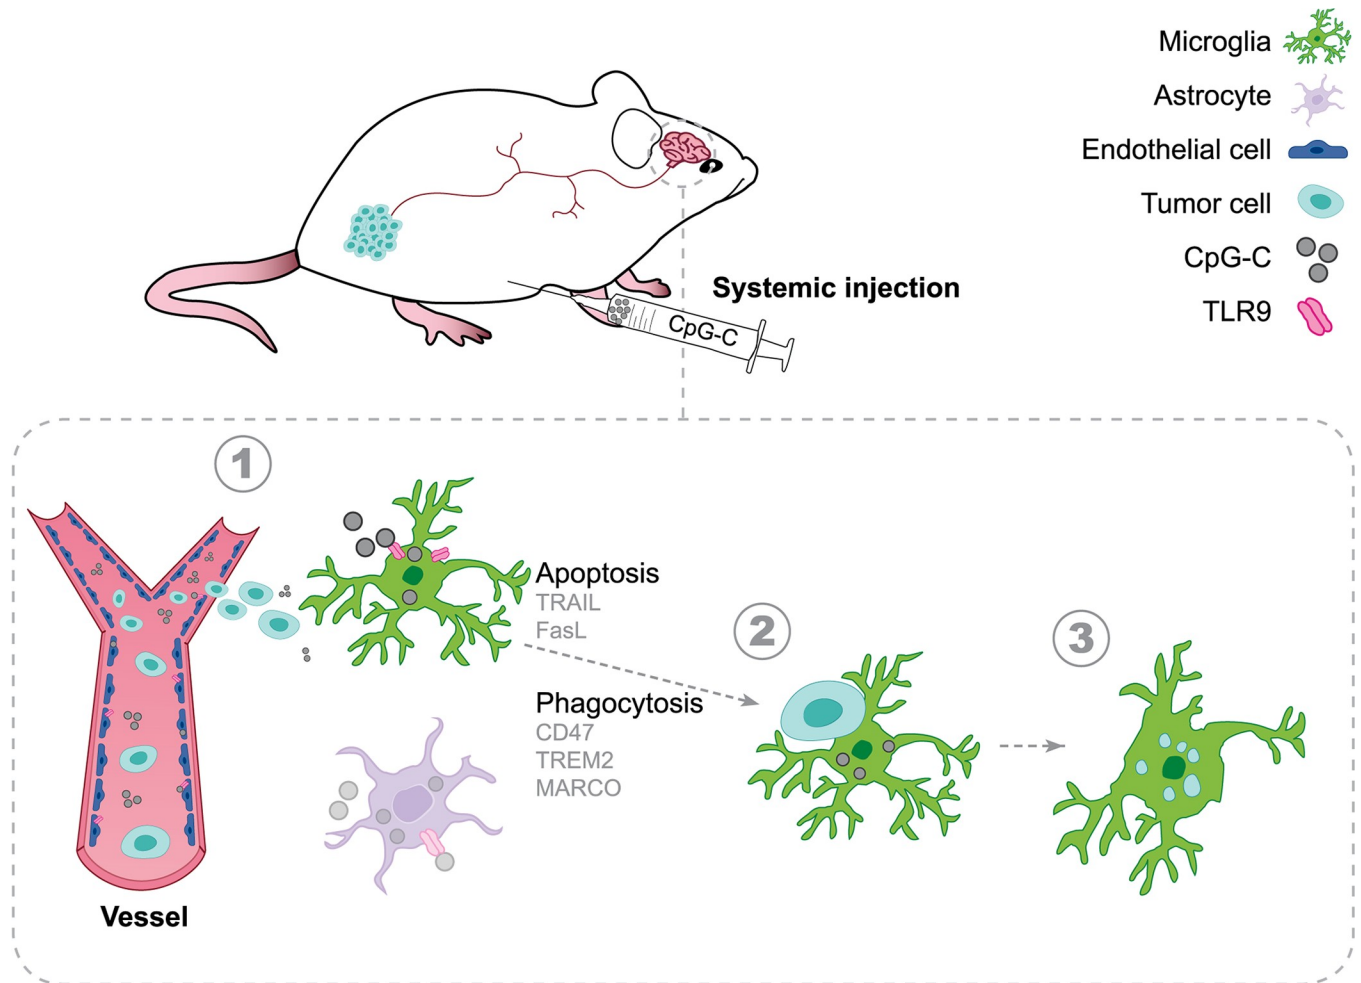 Microglia
Astrocyte
Endothelial cell
Tumor cell
CpG-C
TLR9
Systemic injection
CpG-C
1
Apoptosis
TRAIL
FasL
2
3
Phagocytosis
CD47
TREM2
MARCO
Vessel